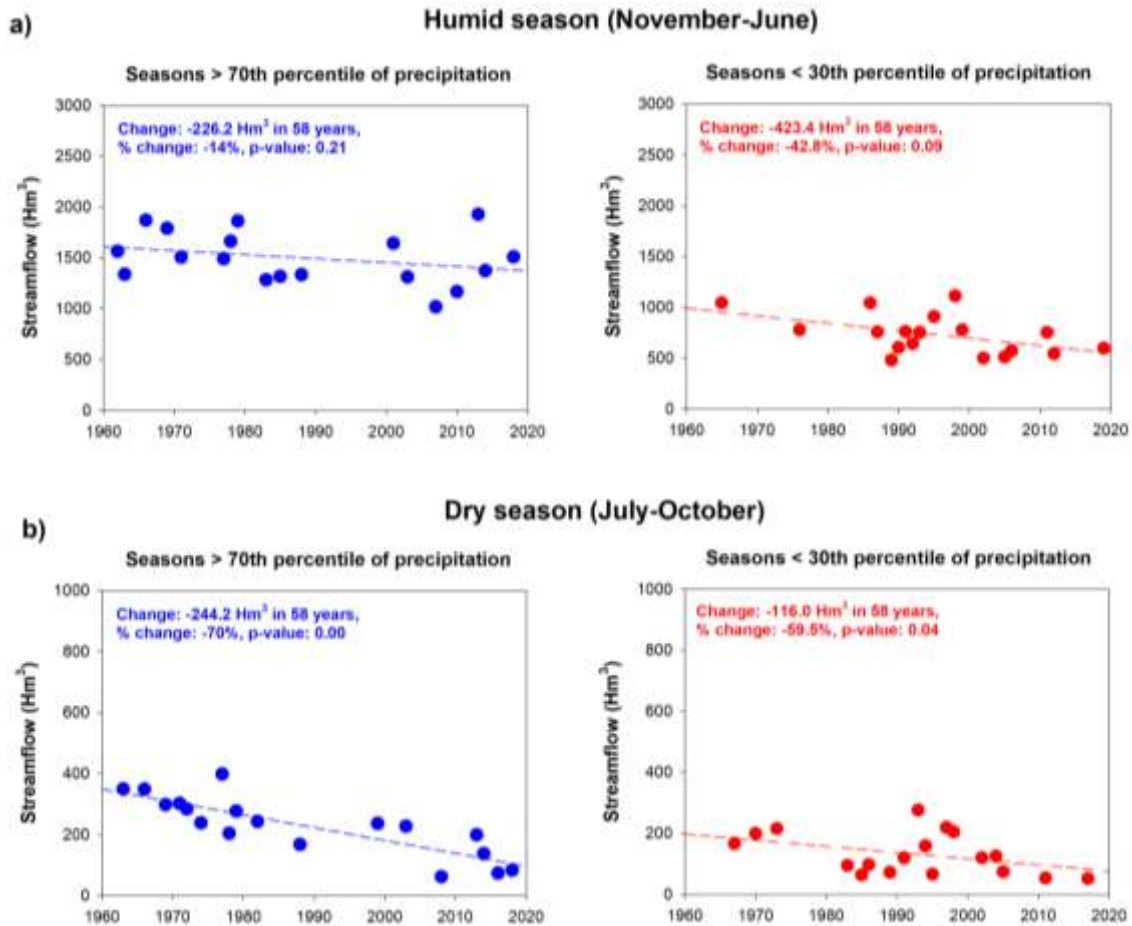 a)
Humid season (November-June)
Seasons > 70th percentile of precipitation
Change: -226.2 Hm³ in 58 years,
% change: -14%, p-value: 0.21
Streamflow (Hm³)
3000
2500
2000
1500
1000
500
0
1960 1970 1980 1990 2000 2010 2020
Seasons < 30th percentile of precipitation
Change: -423.4 Hm³ in 58 years,
% change: -42.8%, p-value: 0.09
Streamflow (Hm³)
3000
2500
2000
1500
1000
500
0
1960 1970 1980 1990 2000 2010 2020
b)
Dry season (July-October)
Seasons > 70th percentile of precipitation
Change: -244.2 Hm³ in 58 years,
% change: -70%, p-value: 0.00
Streamflow (Hm³)
1000
800
600
400
200
0
1960 1970 1980 1990 2000 2010 2020
Seasons < 30th percentile of precipitation
Change: -116.0 Hm³ in 58 years,
% change: -59.5%, p-value: 0.04
Streamflow (Hm³)
1000
800
600
400
200
0
1960 1970 1980 1990 2000 2010 2020